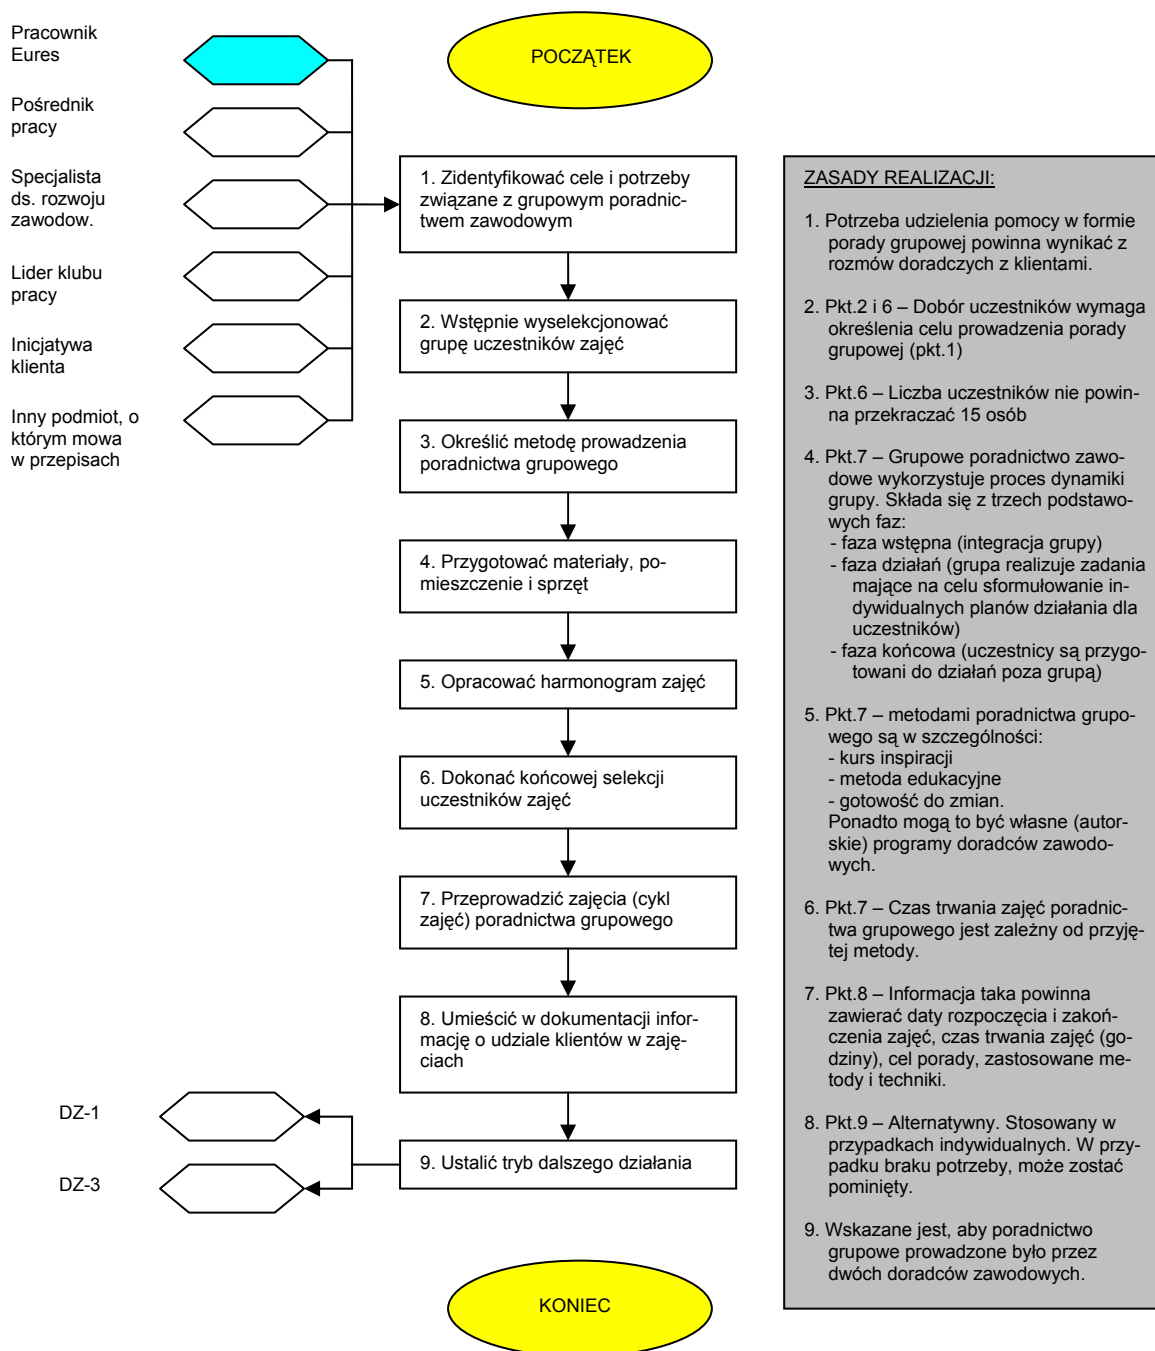 Pracownik
Eures
POCZĄTEK
Pośrednik
pracy
Specjalista
ds. rozwoju
zawodow.
Lider klubu
pracy
Inicjatywa
klienta
Inny podmiot, o
którym mowa
w przepisach
1. Zidentyfikować cele i potrzeby
związane z grupowym poradnic-
twem zawodowym
2. Wstępnie wyselekcjonować
grupę uczestników zajęć
3. Określić metodę prowadzenia
poradnictwa grupowego
4. Przygotować materiały, po-
mieszczenie i sprzęt
5. Opracować harmonogram zajęć
6. Dokonać końcowej selekcji
uczestników zajęć
7. Przeprowadzić zajęcia (cykl
zajęć) poradnictwa grupowego
8. Umieścić w dokumentacji infor-
mację o udziale klientów w zaję-
ciach
9. Ustalić tryb dalszego działania
DZ-1
DZ-3
KONIEC
ZASADY REALIZACJI:
1. Potrzeba udzielenia pomocy w formie
porady grupowej powinna wynikać z
rozmów doradczych z klientami.
2. Pkt.2 i 6 – Dobór uczestników wymaga
określenia celu prowadzenia porady
grupowej (pkt.1)
3. Pkt.6 – Liczba uczestników nie powin-
na przekraczać 15 osób
4. Pkt.7 – Grupowe poradnictwo zawo-
dowe wykorzystuje proces dynamiki
grupy. Składa się z trzech podstawo-
wych faz:
- faza wstępna (integracja grupy)
- faza działań (grupa realizuje zadania
mające na celu sformułowanie in-
dywidualnych planów działania dla
uczestników)
- faza końcowa (uczestnicy są przygo-
towani do działań poza grupą)
5. Pkt.7 – metodami poradnictwa grupo-
wego są w szczególności:
- kurs inspiracji
- metoda edukacyjne
- gotowość do zmian.
Ponadto mogą to być własne (autor-
skie) programy doradców zawodo-
wych.
6. Pkt.7 – Czas trwania zajęć poradnic-
twa grupowego jest zależny od przyję-
tej metody.
7. Pkt.8 – Informacja taka powinna
zawierać daty rozpoczęcia i zakoń-
czenia zajęć, czas trwania zajęć (go-
dziny), cel porady, zastosowane me-
tody i techniki.
8. Pkt.9 – Alternatywny. Stosowany w
przypadkach indywidualnych. W przy-
padku braku potrzeby, może zostać
pominięty.
9. Wskazane jest, aby poradnictwo
grupowe prowadzone było przez
dwóch doradców zawodowych.